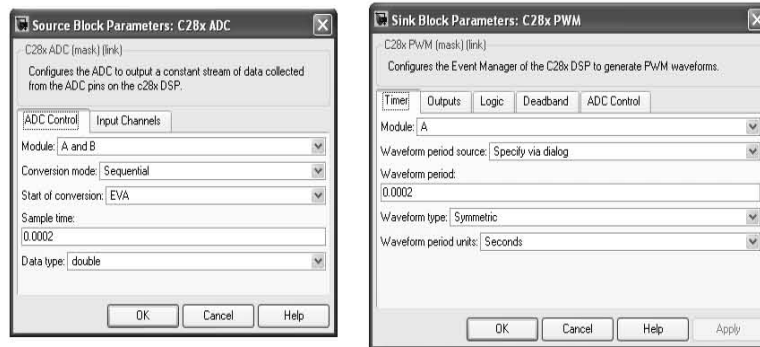 Source Block Parameters: C28x ADC
C28x ADC (mask) (link)
Configures the ADC to output a constant stream of data collected
from the ADC pins on the c28x DSP.
ADC Control
Input Channels
Module: A and B
Conversion mode: Sequential
Start of conversion: EVA
Sample time:
0.0002
Data type: double
OK
Cancel
Help
Sink Block Parameters: C28x PWM
C28x PWM (mask) (link)
Configures the Event Manager of the C28x DSP to generate PWM waveforms.
Timer
Outputs
Logic
Deadband
ADC Control
Module: A
Waveform period source: Specify via dialog
Waveform period:
0.0002
Waveform type: Symmetric
Waveform period units: Seconds
OK
Cancel
Help
Apply